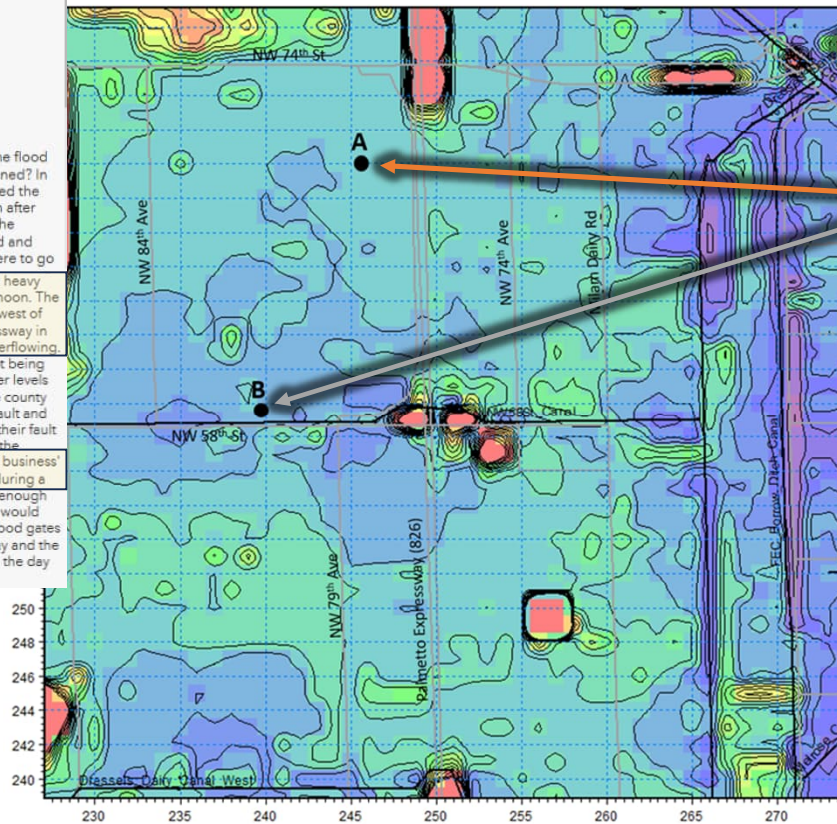 NW 74th St
A
ne flood
ned? In
ed the
n after
he
d and
ere to go
heavy
noon. The
west of
ssway in
erflowing.
t being
er levels
e county
ault and
their fault
the
business'
during a
enough
would
ood gates
y and the
the day
NW 84th Ave
NW 74th Ave
Milam Dairy Rd
B
NW 58th St
NW58St. Canal
FEC Borrow Ditch Canal
NW 79th Ave
Palmetto Expressway (826)
250
248
246
244
242
240
Dressels Dairy Canal West
230 235 240 245 250 255 260 265 270